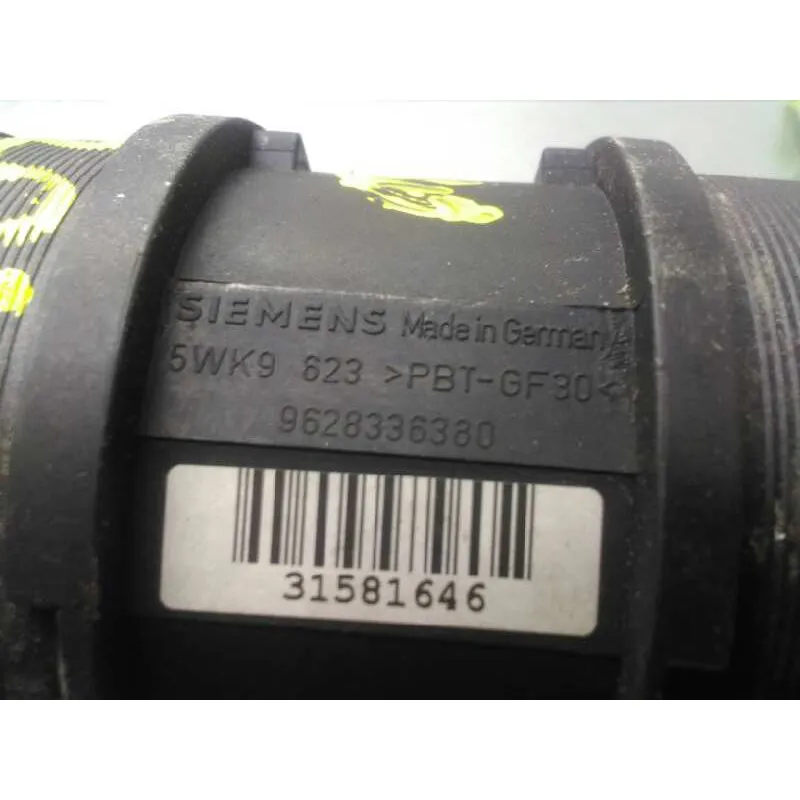 SIEMENS Made in Germany
5WK9 623 >PBT-GF30<
9628336380
31581646